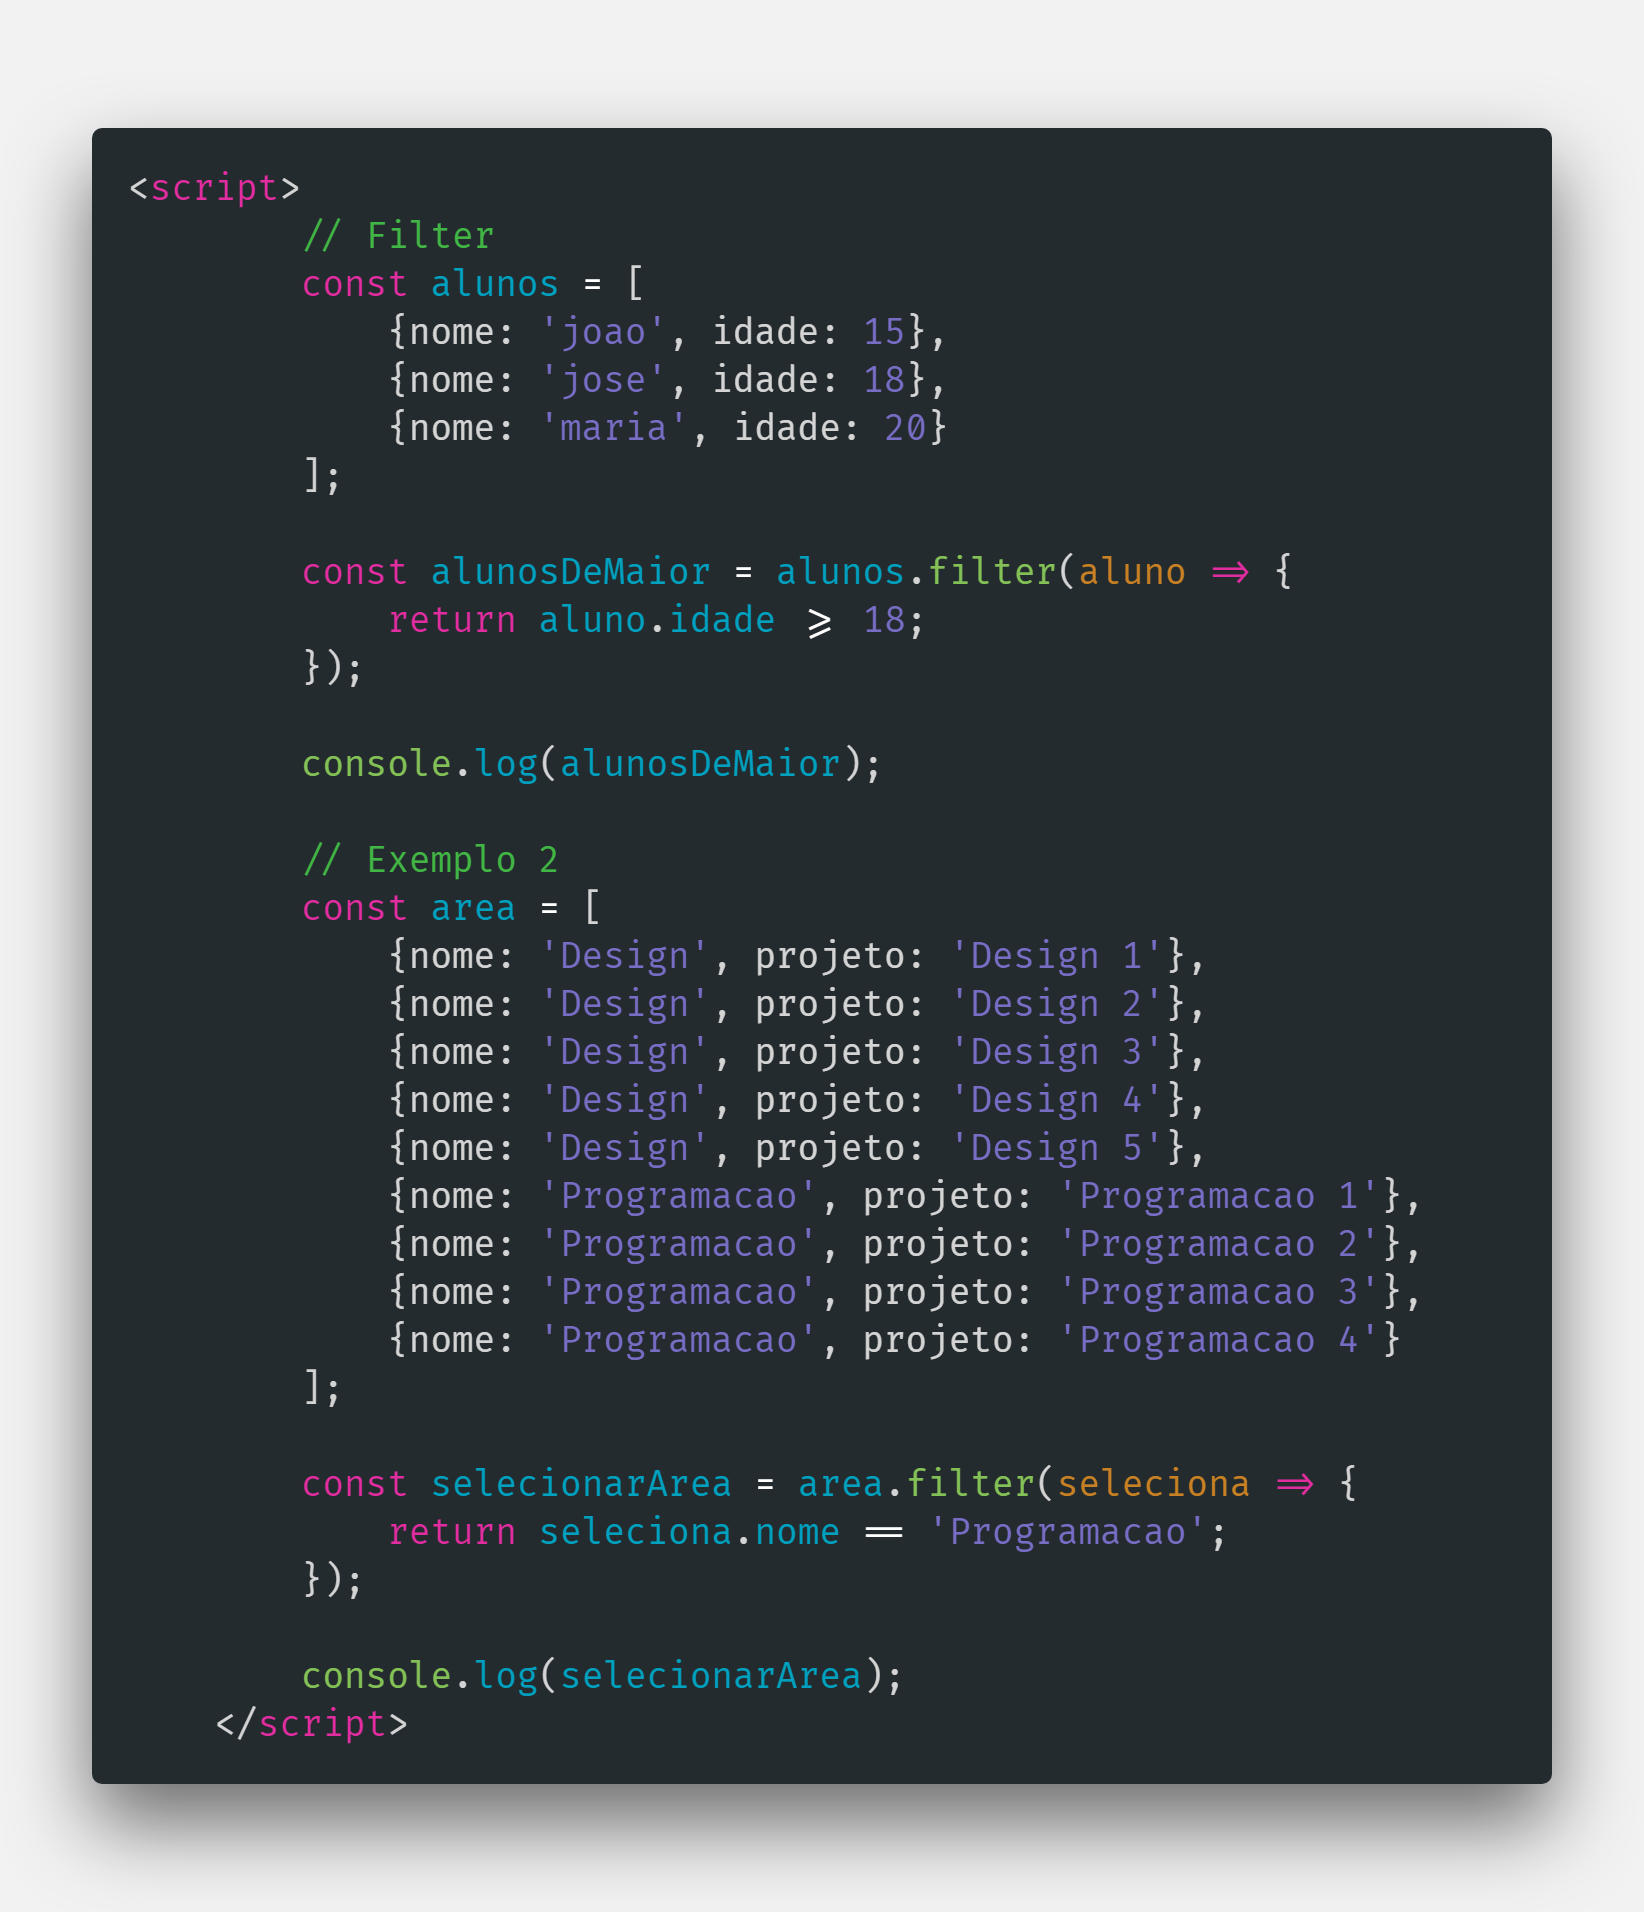 <script>
// Filter
const alunos = [
{nome: 'joao', idade: 15},
{nome: 'jose', idade: 18},
{nome: 'maria', idade: 20}
];
const alunosDeMaior = alunos.filter(aluno => {
return aluno.idade >= 18;
});
console.log(alunosDeMaior);
// Exemplo 2
const area = [
{nome: 'Design', projeto: 'Design 1'},
{nome: 'Design', projeto: 'Design 2'},
{nome: 'Design', projeto: 'Design 3'},
{nome: 'Design', projeto: 'Design 4'},
{nome: 'Design', projeto: 'Design 5'},
{nome: 'Programacao', projeto: 'Programacao 1'},
{nome: 'Programacao', projeto: 'Programacao 2'},
{nome: 'Programacao', projeto: 'Programacao 3'},
{nome: 'Programacao', projeto: 'Programacao 4'}
];
const selecionarArea = area.filter(seleciona => {
return seleciona.nome == 'Programacao';
});
console.log(selecionarArea);
</script>